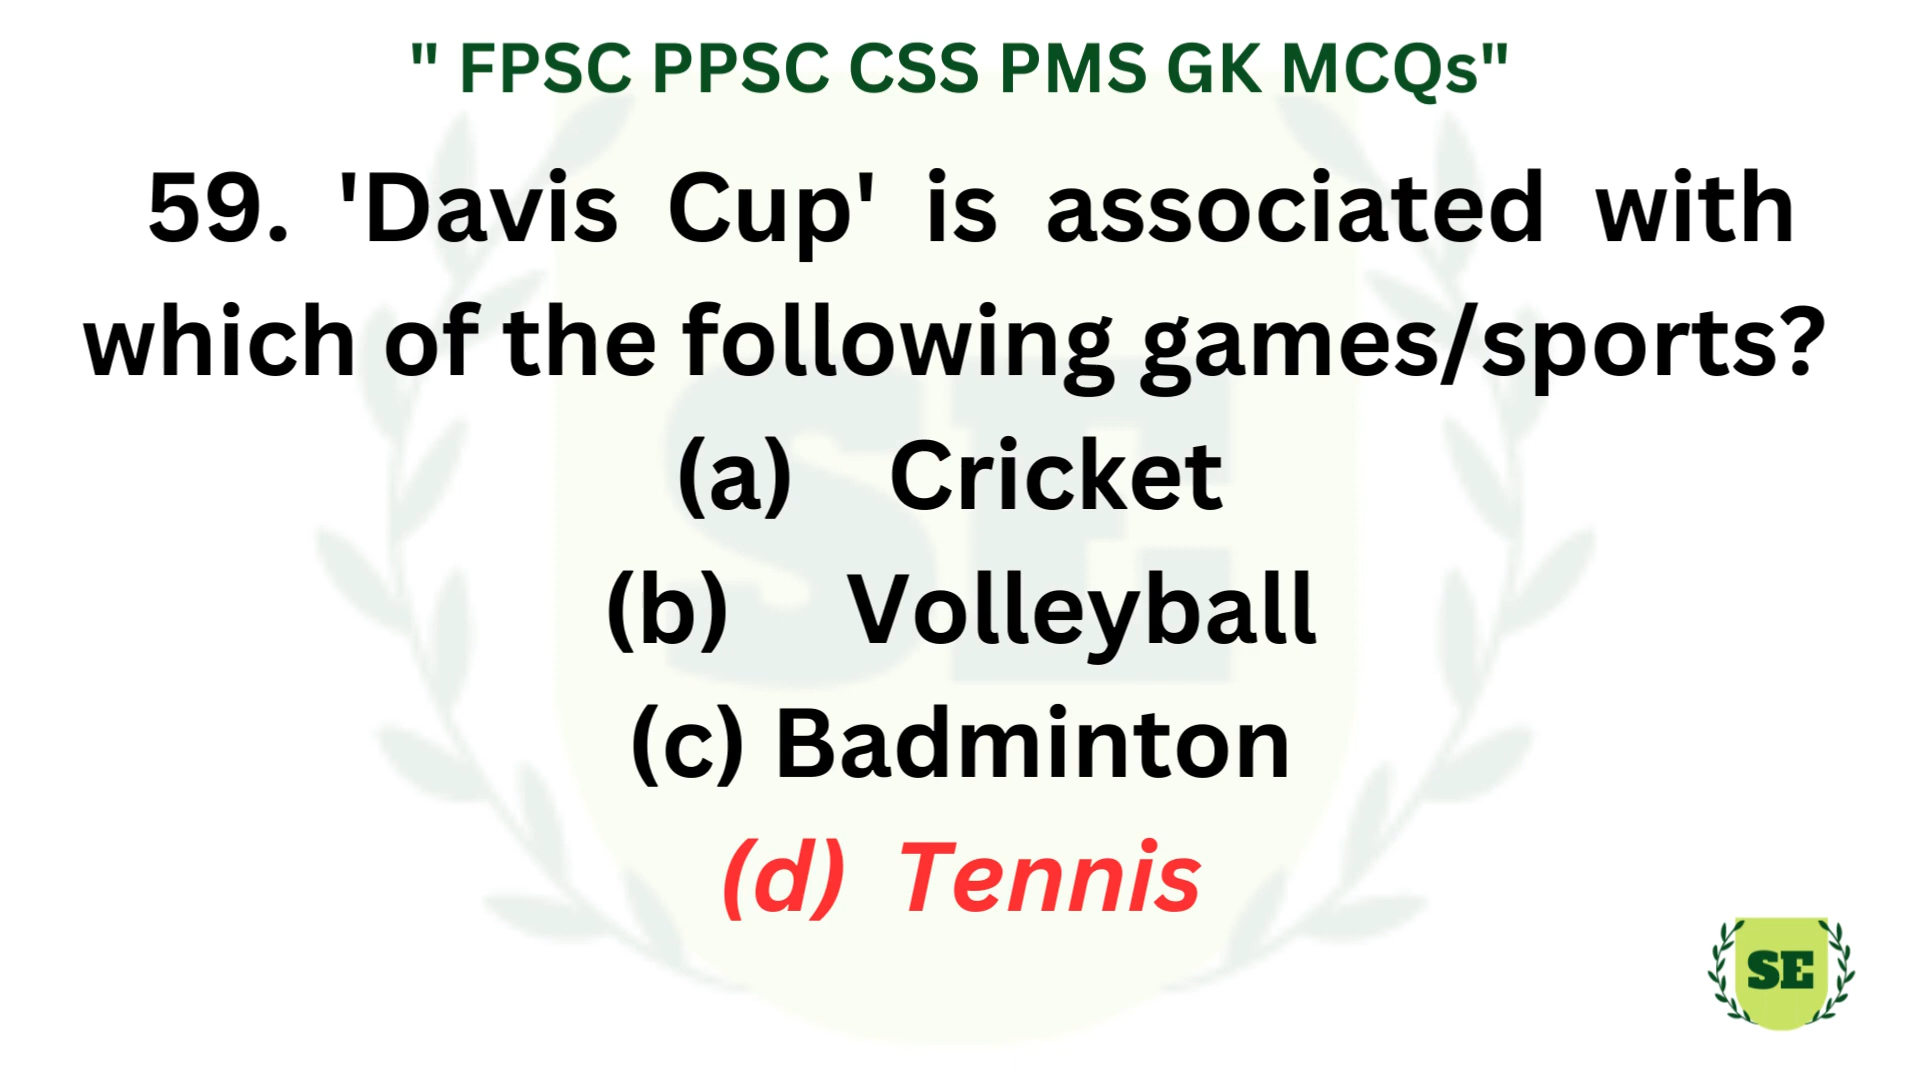 " FPSC PPSC CSS PMS GK MCQs"
59. 'Davis Cup' is associated with
which of the following games/sports?
(a) Cricket
(b) Volleyball
(c) Badminton
(d) Tennis
SE
SE